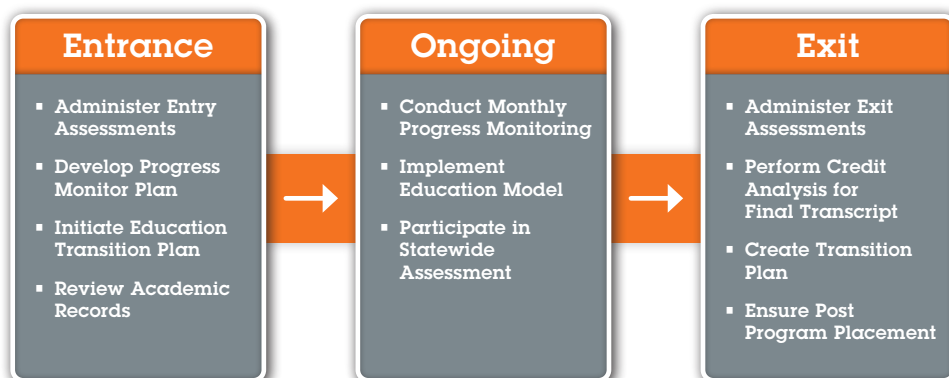 Entrance
▪ Administer Entry
Assessments
▪ Develop Progress
Monitor Plan
▪ Initiate Education
Transition Plan
▪ Review Academic
Records
Ongoing
▪ Conduct Monthly
Progress Monitoring
▪ Implement
Education Model
▪ Participate in
Statewide
Assessment
Exit
▪ Administer Exit
Assessments
▪ Perform Credit
Analysis for
Final Transcript
▪ Create Transition
Plan
▪ Ensure Post
Program Placement